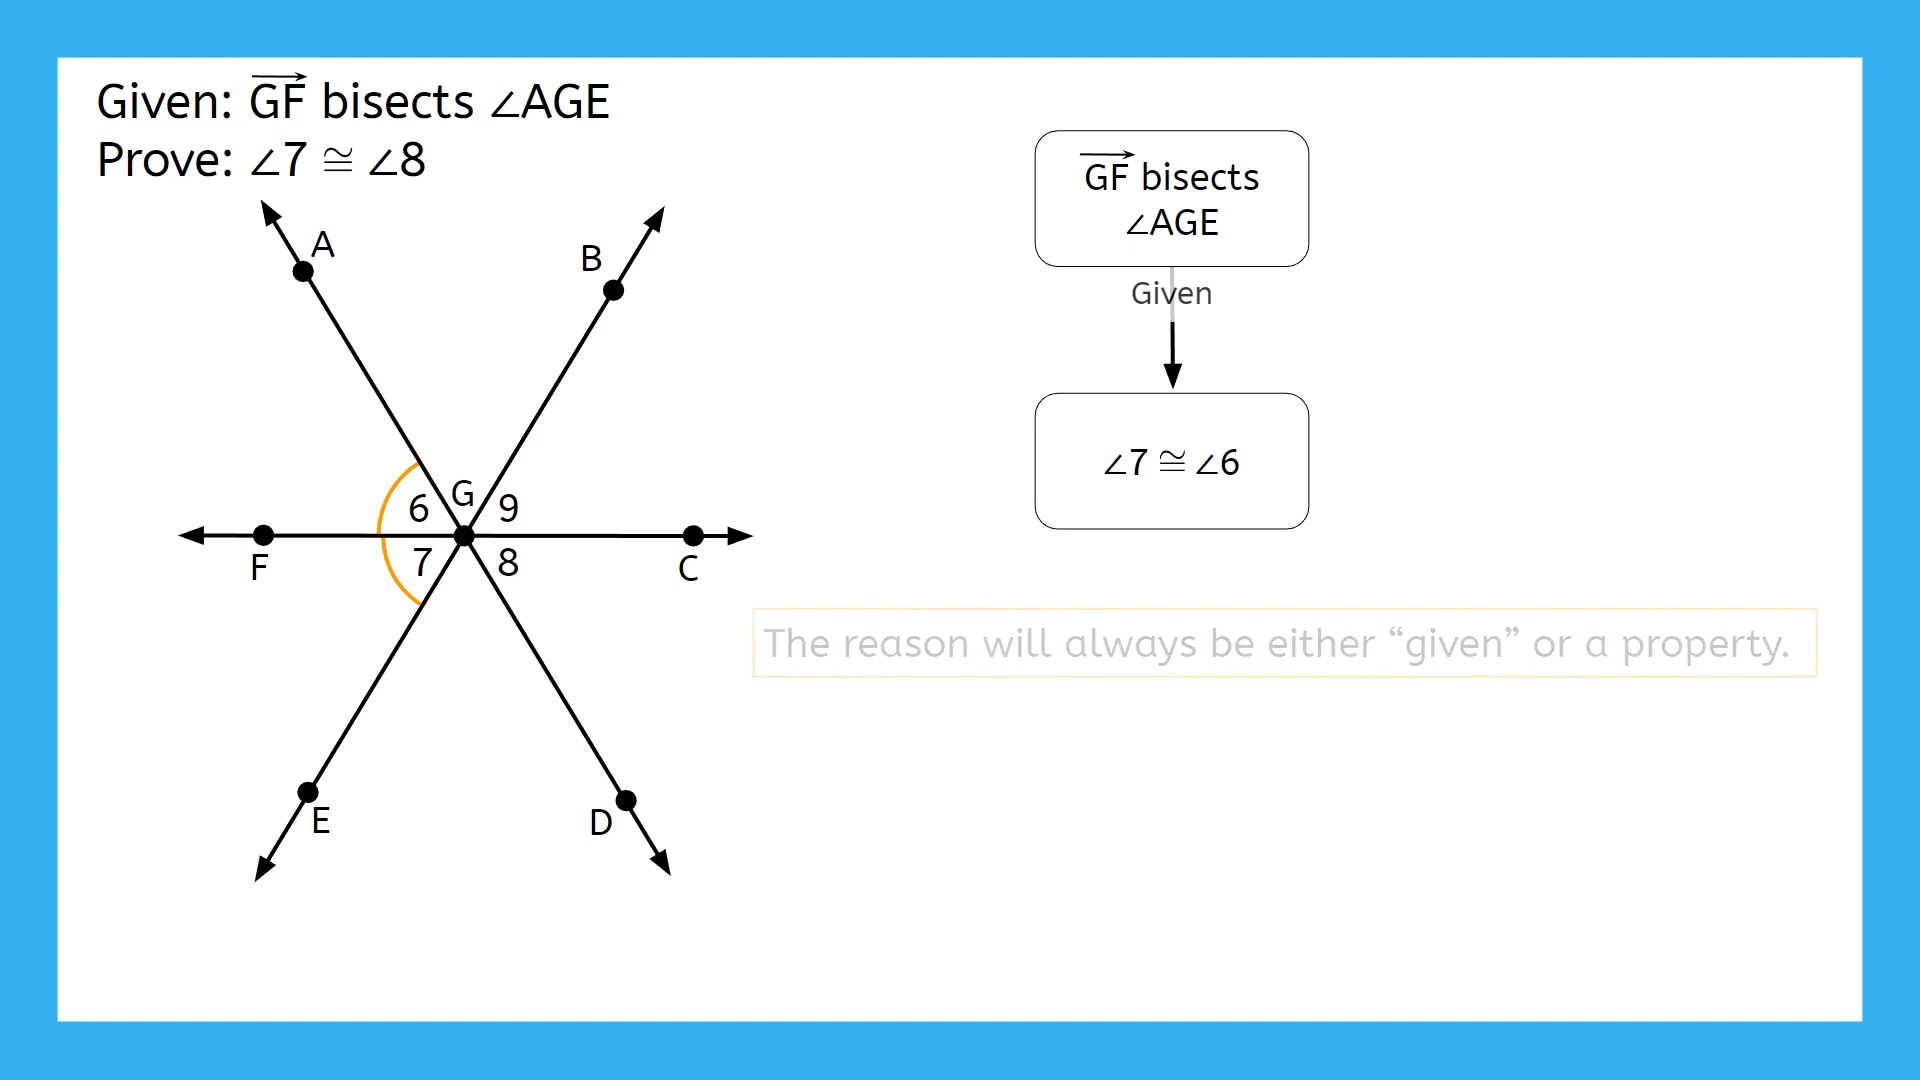 Given: GF bisects ∠AGE
Prove: ∠7 ≅ ∠8
A
B
G
6
9
7
8
F
C
E
D
GF bisects
∠AGE
Given
∠7 ≅ ∠6
The reason will always be either “given” or a property.